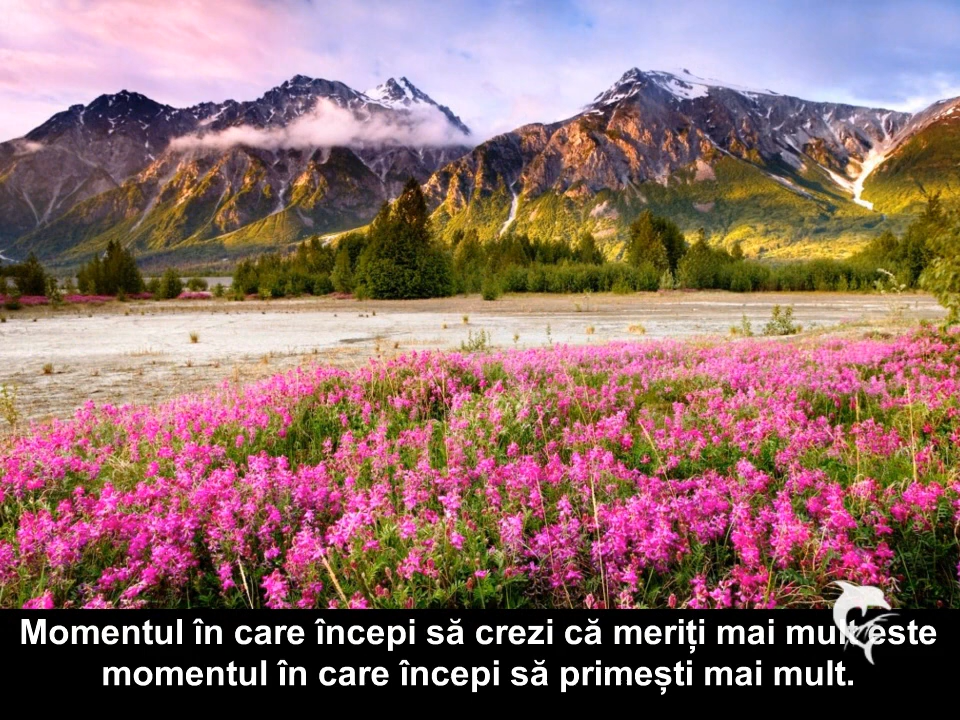 Momentul în care începi să crezi că meriți mai mult este
momentul în care începi să primești mai mult.